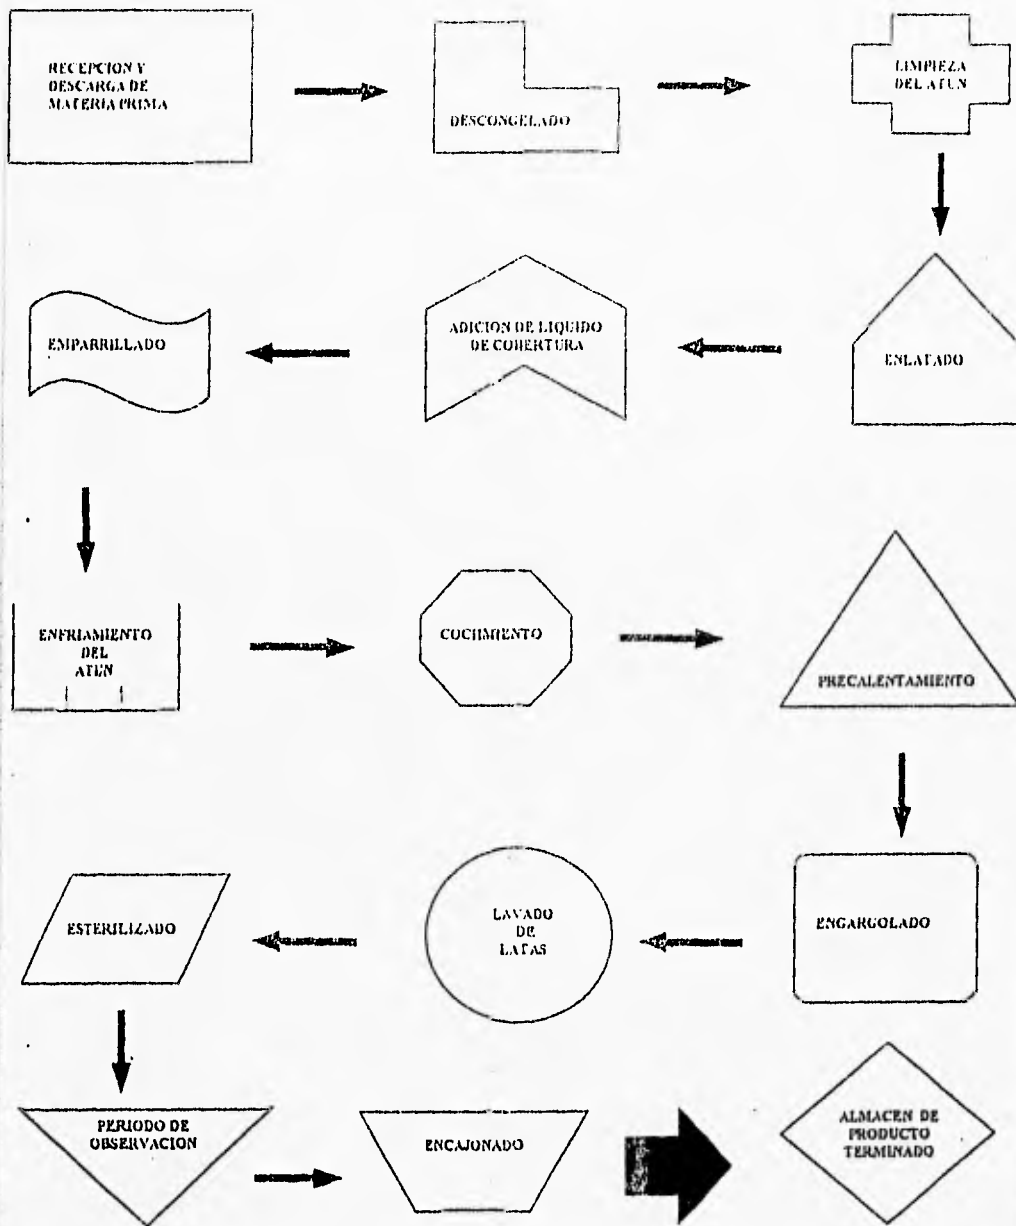 RECEPCION Y
DESCARGA DE
MATERIA PRIMA
DESCONGELADO
LIMPIEZA
DEL ATUN
ENLATADO
ADICION DE LIQUIDO
DE COBERTURA
EMPARRILLADO
ENFRIAMIENTO
DEL
ATUN
COCIMIENTO
PRECALENTAMIENTO
ENGARGOLADO
LAVADO
DE
LATAS
ESTERILIZADO
PERIODO DE
OBSERVACION
ENCAJONADO
ALMACEN DE
PRODUCTO
TERMINADO